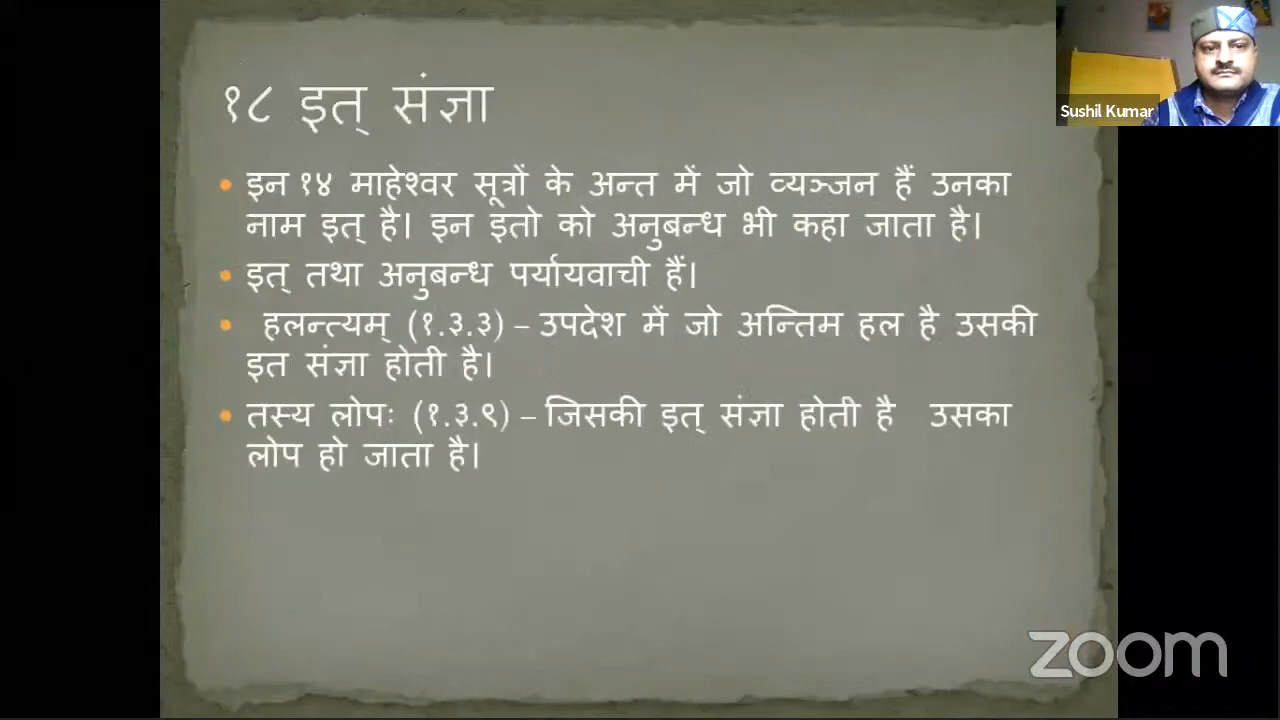 १८ इत् संज्ञा
इन १४ माहेश्वर सूत्रों के अन्त में जो व्यञ्जन हैं उनका
नाम इत् है। इन इतो को अनुबन्ध भी कहा जाता है।
इत् तथा अनुबन्ध पर्यायवाची हैं।
हलन्त्यम् (१.३.३) – उपदेश में जो अन्तिम हल है उसकी
इत संज्ञा होती है।
तस्य लोपः (१.३.९) – जिसकी इत् संज्ञा होती है उसका
लोप हो जाता है।
Sushil Kumar
zoom